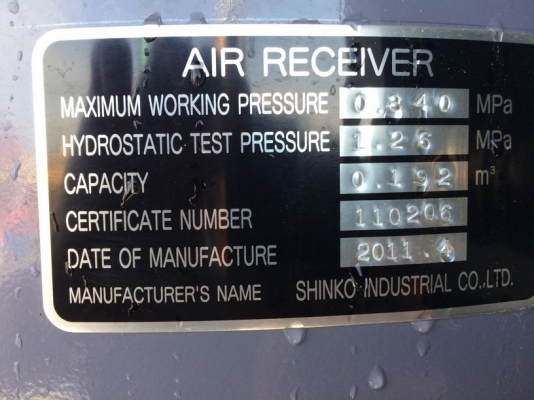 AIR RECEIVER
MAXIMUM WORKING PRESSURE 0.840 MPa
HYDROSTATIC TEST PRESSURE 1.26 MPa
CAPACITY 0.192 m³
CERTIFICATE NUMBER 110206
DATE OF MANUFACTURE 2011.4
MANUFACTURER'S NAME SHINKO INDUSTRIAL CO.,LTD.